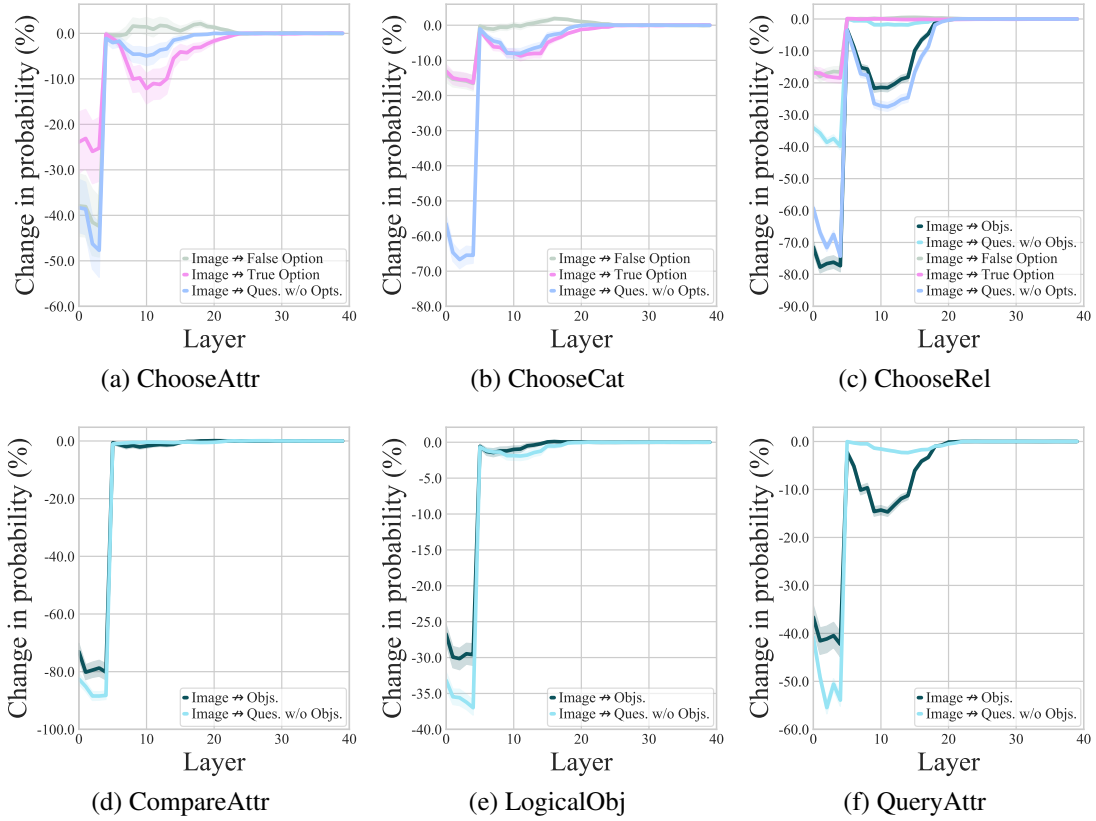 Change in probability (%)
0.0
-10.0
-20.0
-30.0
-40.0
-50.0
-60.0
Image ↛ False Option
Image ↛ True Option
Image ↛ Ques. w/o Opts.
0 10 20 30 40
Layer
(a) ChooseAttr
Change in probability (%)
0.0
-10.0
-20.0
-30.0
-40.0
-50.0
-60.0
-70.0
-80.0
Image ↛ False Option
Image ↛ True Option
Image ↛ Ques. w/o Opts.
0 10 20 30 40
Layer
(b) ChooseCat
Change in probability (%)
0.0
-10.0
-20.0
-30.0
-40.0
-50.0
-60.0
-70.0
-80.0
-90.0
Image ↛ Objs.
Image ↛ Ques. w/o Objs.
Image ↛ False Option
Image ↛ True Option
Image ↛ Ques. w/o Opts.
0 10 20 30 40
Layer
(c) ChooseRel
Change in probability (%)
0.0
-20.0
-40.0
-60.0
-80.0
-100.0
Image ↛ Objs.
Image ↛ Ques. w/o Objs.
0 10 20 30 40
Layer
(d) CompareAttr
Change in probability (%)
0.0
-5.0
-10.0
-15.0
-20.0
-25.0
-30.0
-35.0
-40.0
Image ↛ Objs.
Image ↛ Ques. w/o Objs.
0 10 20 30 40
Layer
(e) LogicalObj
Change in probability (%)
0.0
-10.0
-20.0
-30.0
-40.0
-50.0
-60.0
Image ↛ Objs.
Image ↛ Ques. w/o Objs.
0 10 20 30 40
Layer
(f) QueryAttr